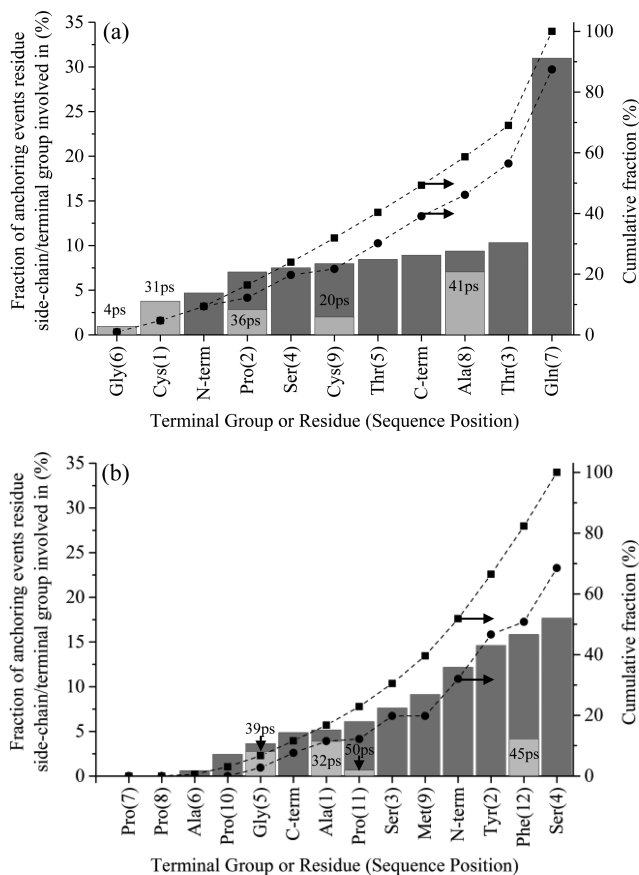 (a)
Fraction of anchoring events residue
side-chain/terminal group involved in (%)
35
30
25
20
15
10
5
0
100
80
60
40
20
0
Cumulative fraction (%)
4ps
31ps
36ps
20ps
41ps
Gly(6)
Cys(1)
N-term
Pro(2)
Ser(4)
Cys(9)
Thr(5)
C-term
Ala(8)
Thr(3)
Gln(7)
Terminal Group or Residue (Sequence Position)
(b)
Fraction of anchoring events residue
side-chain/terminal group involved in (%)
35
30
25
20
15
10
5
0
100
80
60
40
20
0
Cumulative fraction (%)
39ps
32ps
50ps
45ps
Pro(7)
Pro(8)
Ala(6)
Pro(10)
Gly(5)
C-term
Ala(1)
Pro(11)
Ser(3)
Met(9)
N-term
Tyr(2)
Phe(12)
Ser(4)
Terminal Group or Residue (Sequence Position)